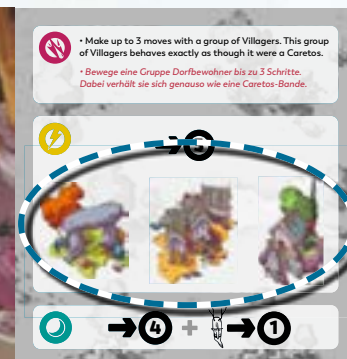 • Make up to 3 moves with a group of Villagers. This group
of Villagers behaves exactly as though it were a Caretos.
• Bewege eine Gruppe Dorfbewohner bis zu 3 Schritte.
Dabei verhält sie sich genauso wie eine Caretos-Bande.
4 + 1